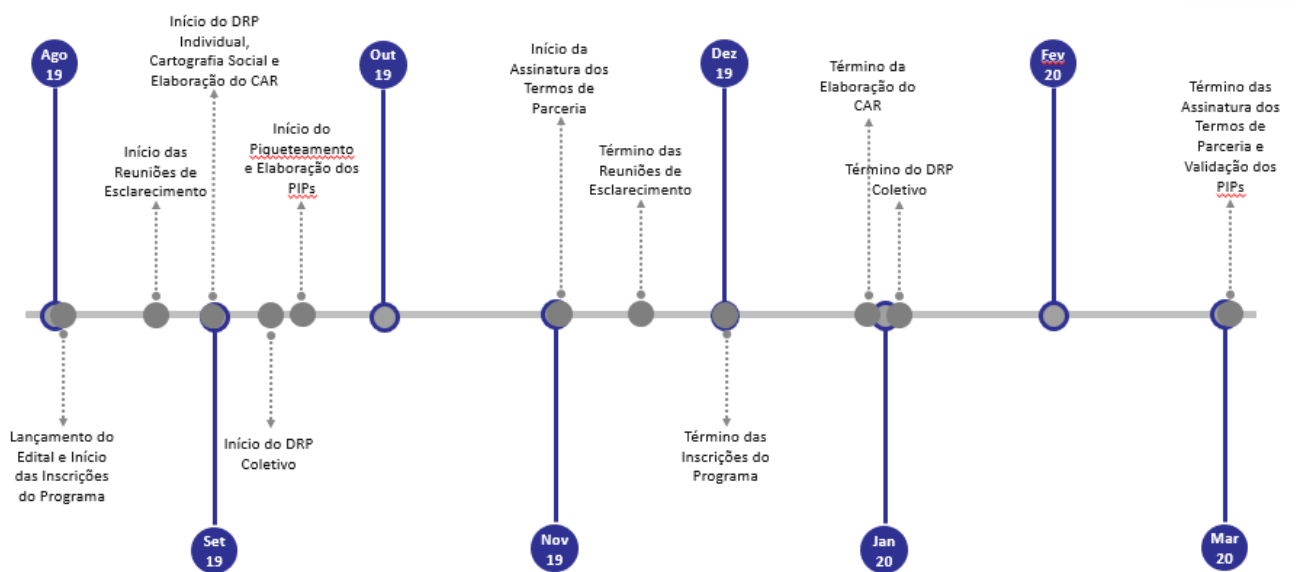 Ago
19
Início do DRP
Individual,
Cartografia Social e
Elaboração do CAR
Out
19
Início da
Assinatura dos
Termos de
Parceria
Dez
19
Término da
Elaboração do
CAR
Fev
20
Término das
Assinatura dos
Termos de
Parceria e
Validação dos
PIPs
Início das
Reuniões de
Esclarecimento
Início do
Piqueteamento
e Elaboração dos
PIPs
Término das
Reuniões de
Esclarecimento
Término do DRP
Coletivo
Lançamento do
Edital e Início
das Inscrições
do Programa
Início do DRP
Coletivo
Término das
Inscrições do
Programa
Set
19
Nov
19
Jan
20
Mar
20